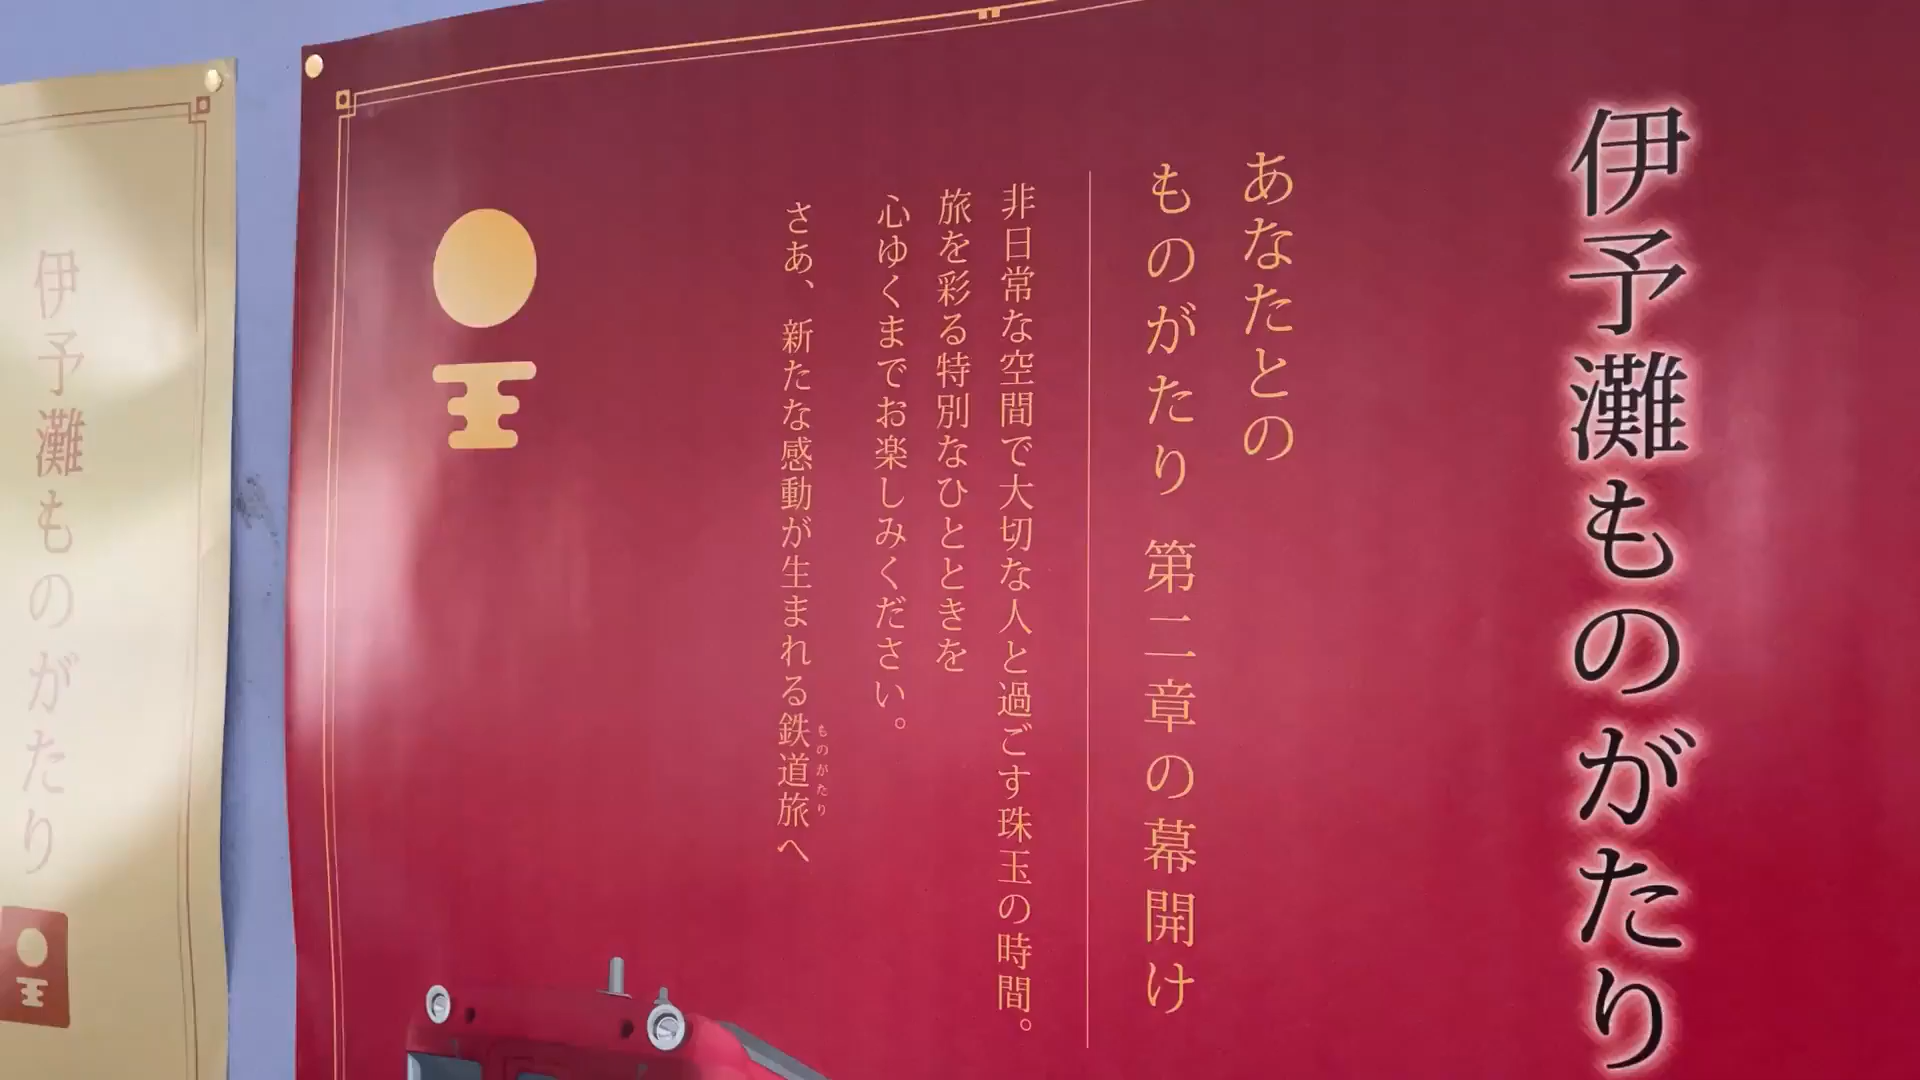 伊予灘ものがたり
あなたとの
ものがたり 第二章の幕開け
非日常な空間で大切な人と過ごす珠玉の時間。
旅を彩る特別なひとときを
心ゆくまでお楽しみください。
さあ、新たな感動が生まれる鉄道旅へ
ものがたり
伊予灘ものがたり